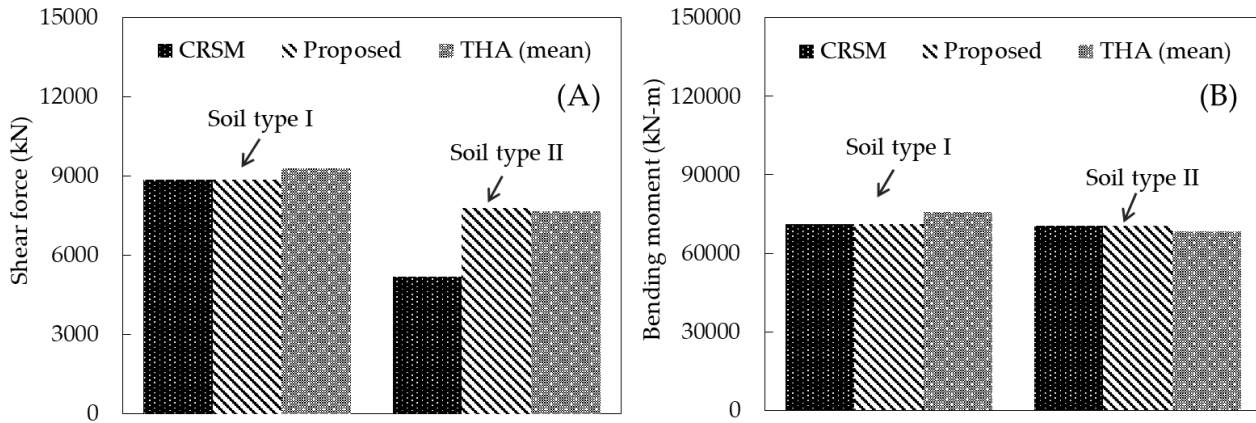 15000
12000
9000
6000
3000
0
Shear force (kN)
CRSM Proposed THA (mean)
(A)
Soil type I
Soil type II
150000
120000
90000
60000
30000
0
Bending moment (kN-m)
CRSM Proposed THA (mean)
(B)
Soil type I
Soil type II